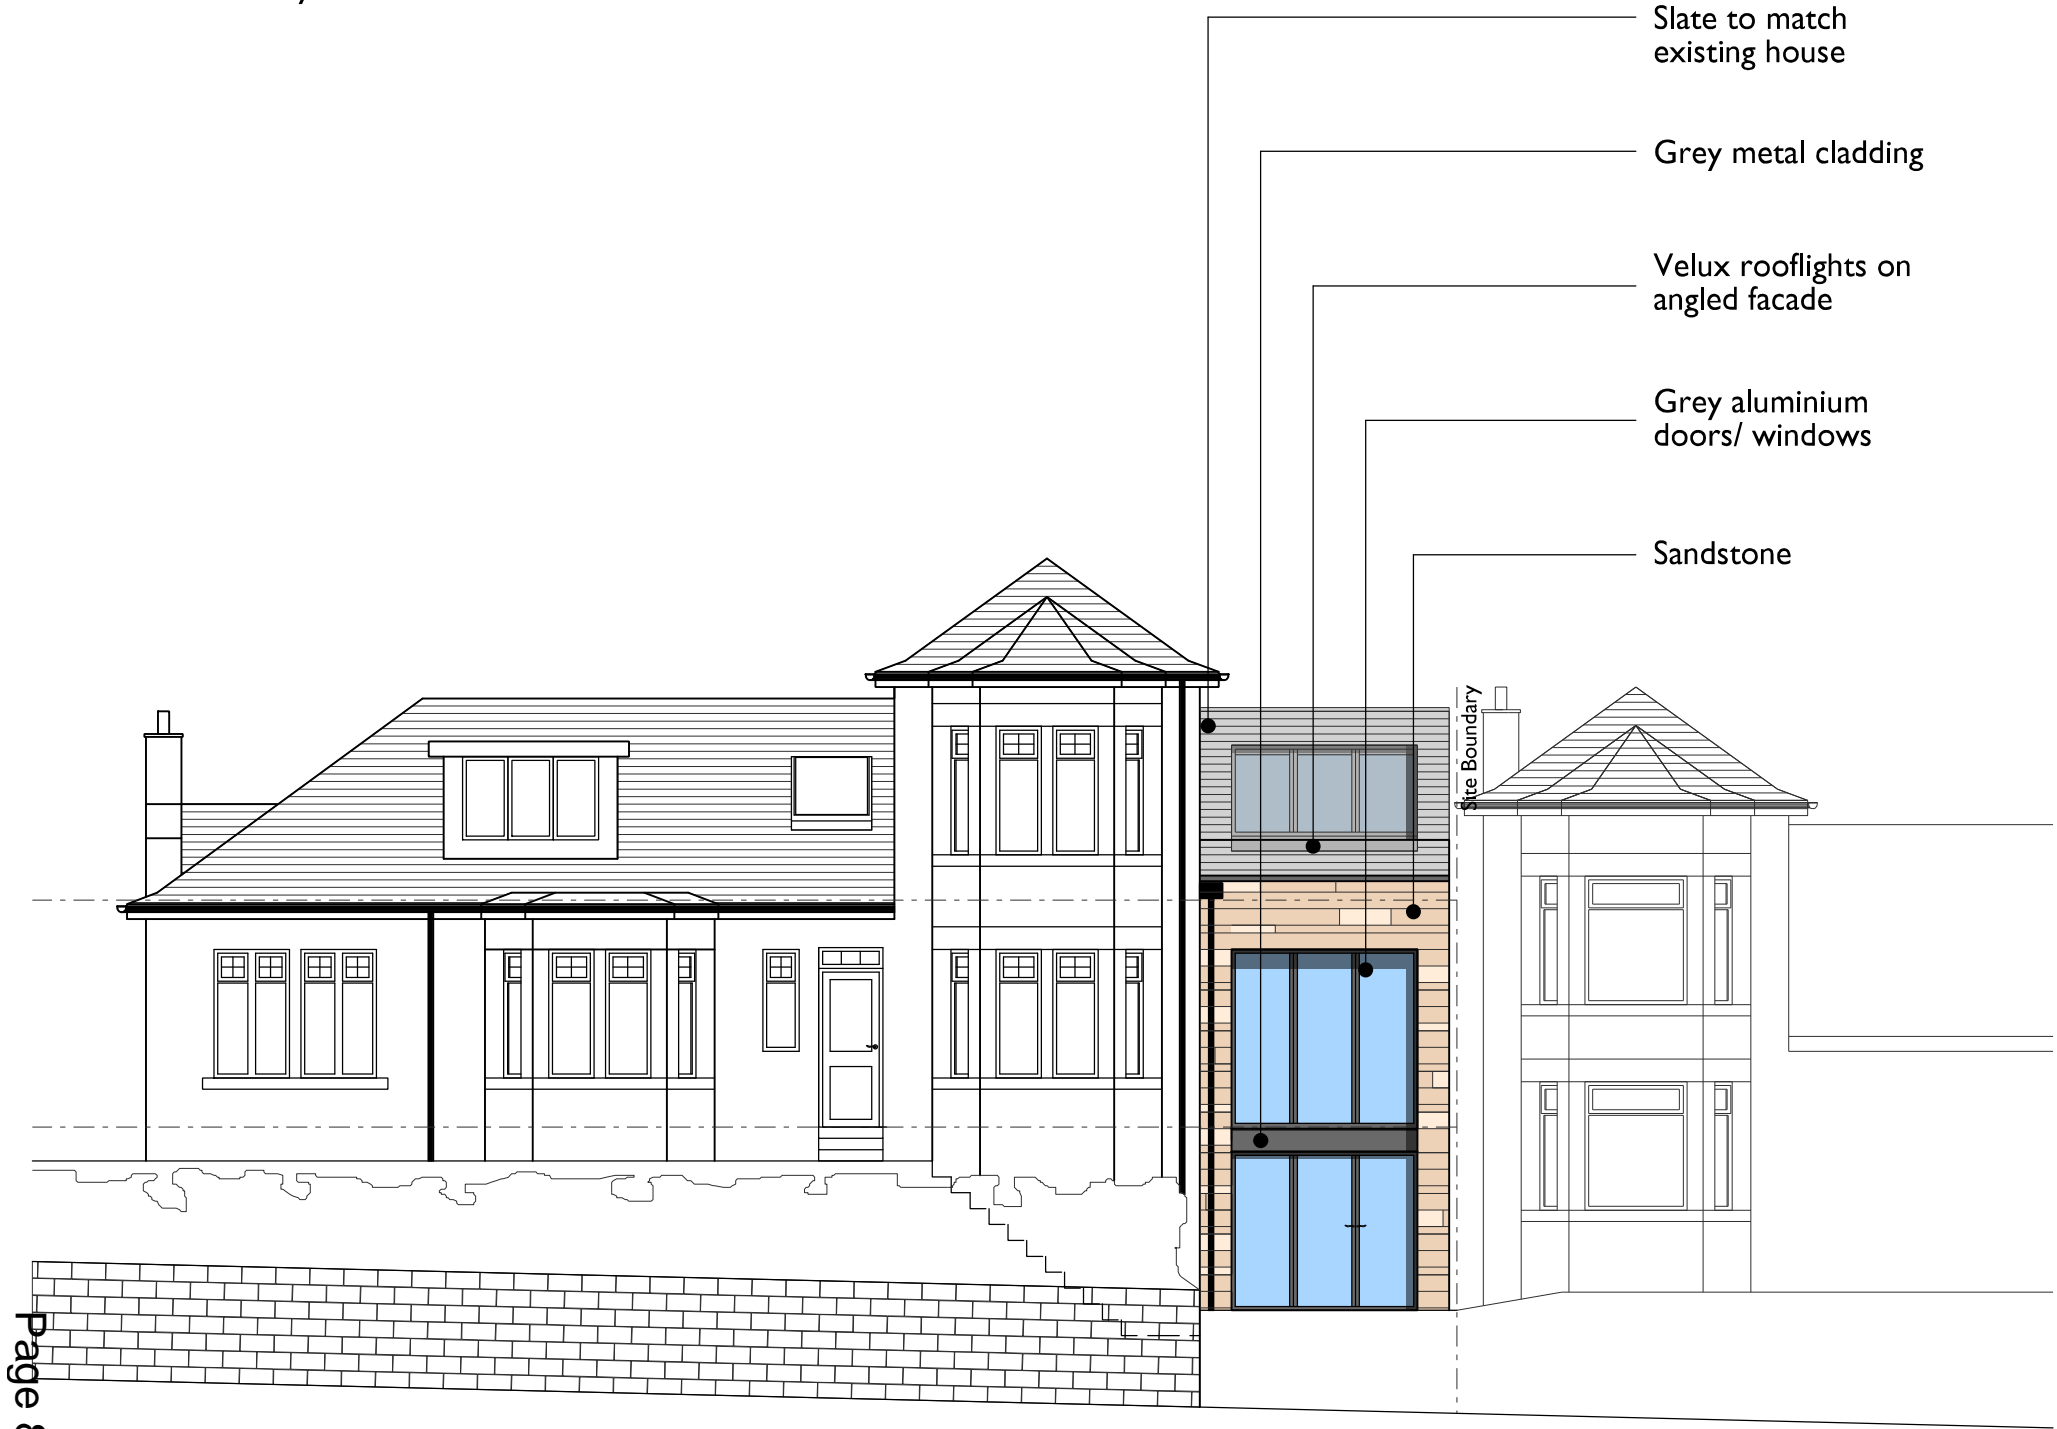 Slate to match
existing house
Grey metal cladding
Velux rooflights on
angled facade
Grey aluminium
doors/ windows
Sandstone
Site Boundary
Page